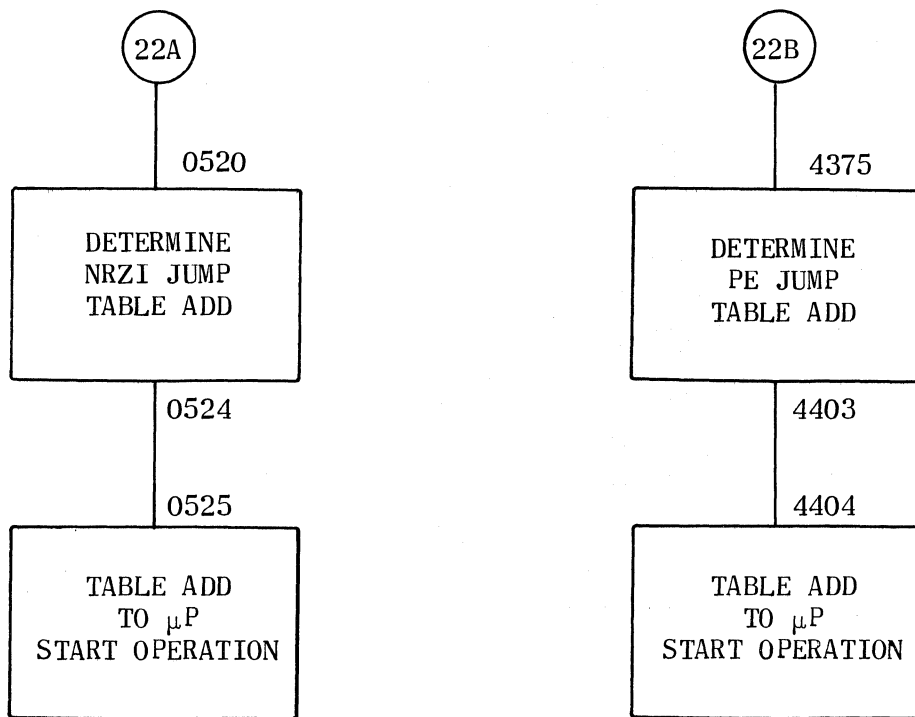 22A
0520
DETERMINE
NRZI JUMP
TABLE ADD
0524
0525
TABLE ADD
TO µP
START OPERATION
22B
4375
DETERMINE
PE JUMP
TABLE ADD
4403
4404
TABLE ADD
TO µP
START OPERATION